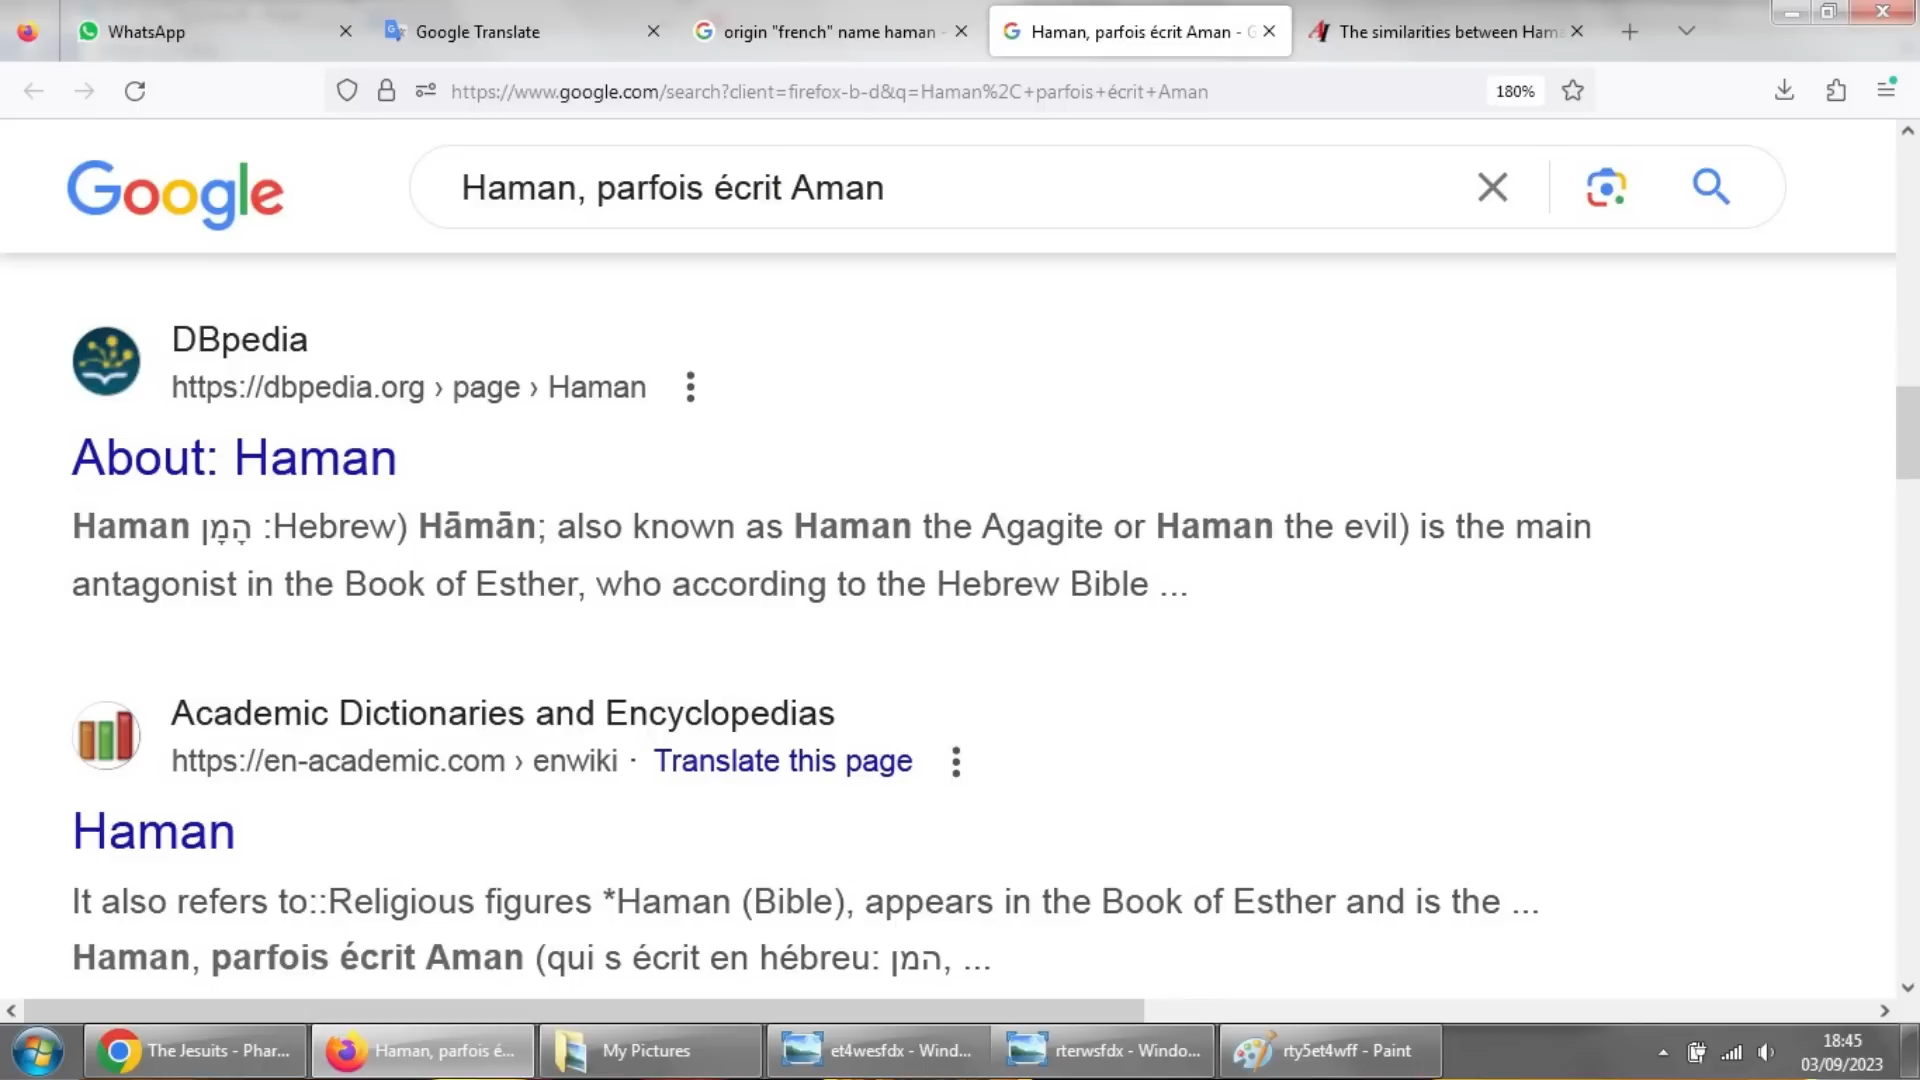 WhatsApp
Google Translate
origin "french" name haman -
Haman, parfois écrit Aman - G
The similarities between Hama
https://www.google.com/search?client=firefox-b-d&q=Haman%2C+parfois+écrit+Aman
180%
Google
Haman, parfois écrit Aman
DBpedia
https://dbpedia.org › page › Haman
About: Haman
Haman הָמָן :Hebrew) Hāmān; also known as Haman the Agagite or Haman the evil) is the main
antagonist in the Book of Esther, who according to the Hebrew Bible ...
Academic Dictionaries and Encyclopedias
https://en-academic.com › enwiki · Translate this page
Haman
It also refers to::Religious figures *Haman (Bible), appears in the Book of Esther and is the ...
Haman, parfois écrit Aman (qui s écrit en hébreu: המן, ...
The Jesuits - Phar...
Haman, parfois é...
My Pictures
et4wesfdx - Wind...
rterwsfdx - Windo...
rty5et4wff - Paint
18:45
03/09/2023